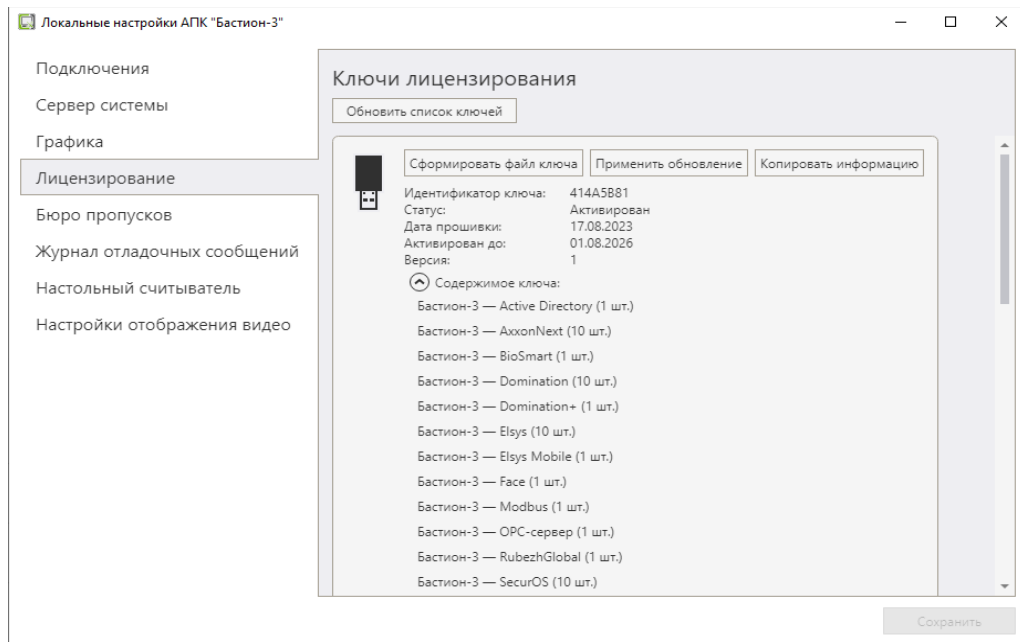 Локальные настройки АПК "Бастион-3"
Подключения
Сервер системы
Графика
Лицензирование
Бюро пропусков
Журнал отладочных сообщений
Настольный считыватель
Настройки отображения видео
Ключи лицензирования
Обновить список ключей
Сформировать файл ключа Применить обновление Копировать информацию
Идентификатор ключа: 414A5B81
Статус: Активирован
Дата прошивки: 17.08.2023
Активирован до: 01.08.2026
Версия: 1
Содержимое ключа:
Бастион-3 — Active Directory (1 шт.)
Бастион-3 — AxxonNext (10 шт.)
Бастион-3 — BioSmart (1 шт.)
Бастион-3 — Domination (10 шт.)
Бастион-3 — Domination+ (1 шт.)
Бастион-3 — Elsys (10 шт.)
Бастион-3 — Elsys Mobile (1 шт.)
Бастион-3 — Face (1 шт.)
Бастион-3 — Modbus (1 шт.)
Бастион-3 — OPC-сервер (1 шт.)
Бастион-3 — RubezhGlobal (1 шт.)
Бастион-3 — SecurOS (10 шт.)
Сохранить